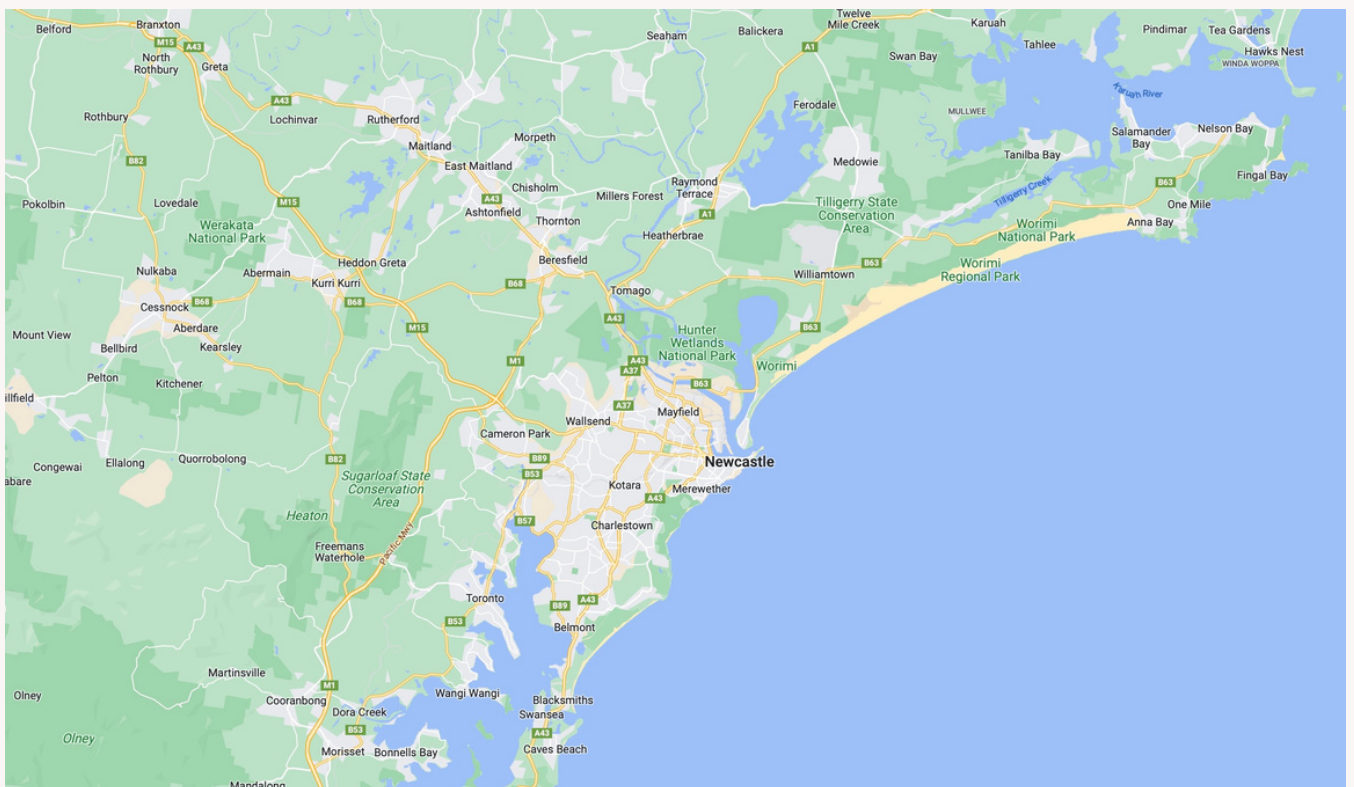 Belford
Branxton
Twelve
Mile Creek
Karuah
Pindimar
Tea Gardens
Seaham
Balickera
Tahlee
Hawks Nest
WINDA WOPPA
M15
A43
A1
Swan Bay
North
Rothbury
Greta
A43
Karuah River
Rothbury
Lochinvar
Rutherford
Ferodale
MULLWEE
Morpeth
Maitland
Salamander
Bay
Nelson Bay
B82
East Maitland
Medowie
Tanilba Bay
Fingal Bay
Chisholm
Raymond
Terrace
B63
Pokolbin
Lovedale
M15
A43
Millers Forest
Tilligerry Creek
One Mile
Ashtonfield
Thornton
A1
Tilligerry State
Conservation
Area
Worimi
National Park
Anna Bay
Werakata
National Park
Heatherbrae
Nulkaba
Abermain
Heddon Greta
Beresfield
Williamtown
B63
Worimi
Regional Park
Kurri Kurri
B68
Tomago
Cessnock
B68
B68
A43
Aberdare
M15
B63
Mount View
Bellbird
Kearsley
Hunter
Wetlands
National Park
M1
A43
A37
Worimi
Pelton
Kitchener
B63
illfield
A37
Mayfield
Wallsend
Cameron Park
Newcastle
Congewai
Ellalong
Quorrobolong
B82
B89
B53
abare
Sugarloaf State
Conservation
Area
Kotara
Merewether
A43
Heaton
B57
Charlestown
Pacific Mwy
Freemans
Waterhole
Toronto
B89
A43
B53
Belmont
Martinsville
M1
Olney
Cooranbong
Wangi Wangi
Blacksmiths
Dora Creek
Swansea
B53
A43
Olney
Morisset
Bonnells Bay
Caves Beach
Mandalong